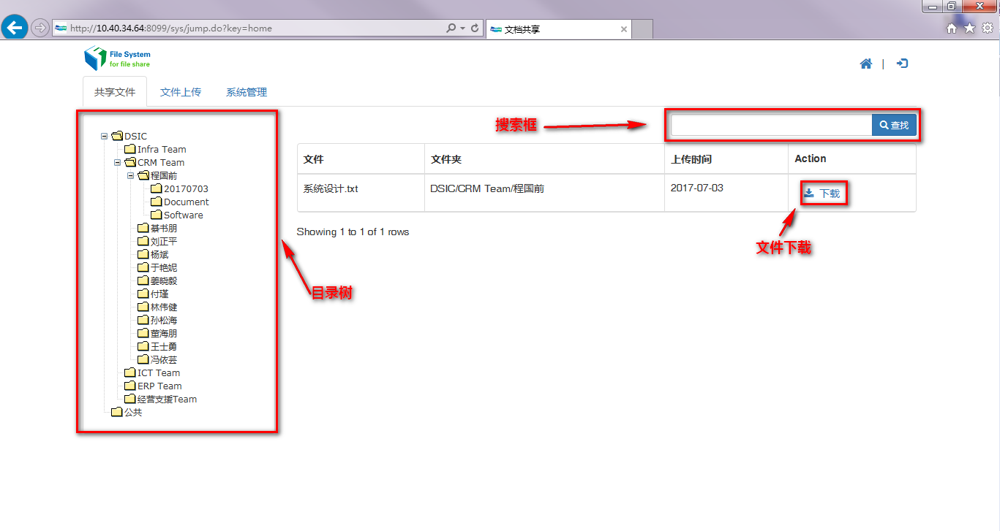 http://10.40.34.64:8099/sys/jump.do?key=home
文档共享
File System
for file share
共享文件
文件上传
系统管理
搜索框
查找
DSIC
Infra Team
CRM Team
程国前
20170703
Document
Software
綦书朋
刘正平
杨斌
于艳妮
姜晓毅
付瑾
林伟健
孙松海
董海朋
王士勇
冯依芸
ICT Team
ERP Team
经营支援Team
公共
文件 文件夹 上传时间 Action
系统设计.txt DSIC/CRM Team/程国前 2017-07-03 下载
Showing 1 to 1 of 1 rows
文件下载
目录树